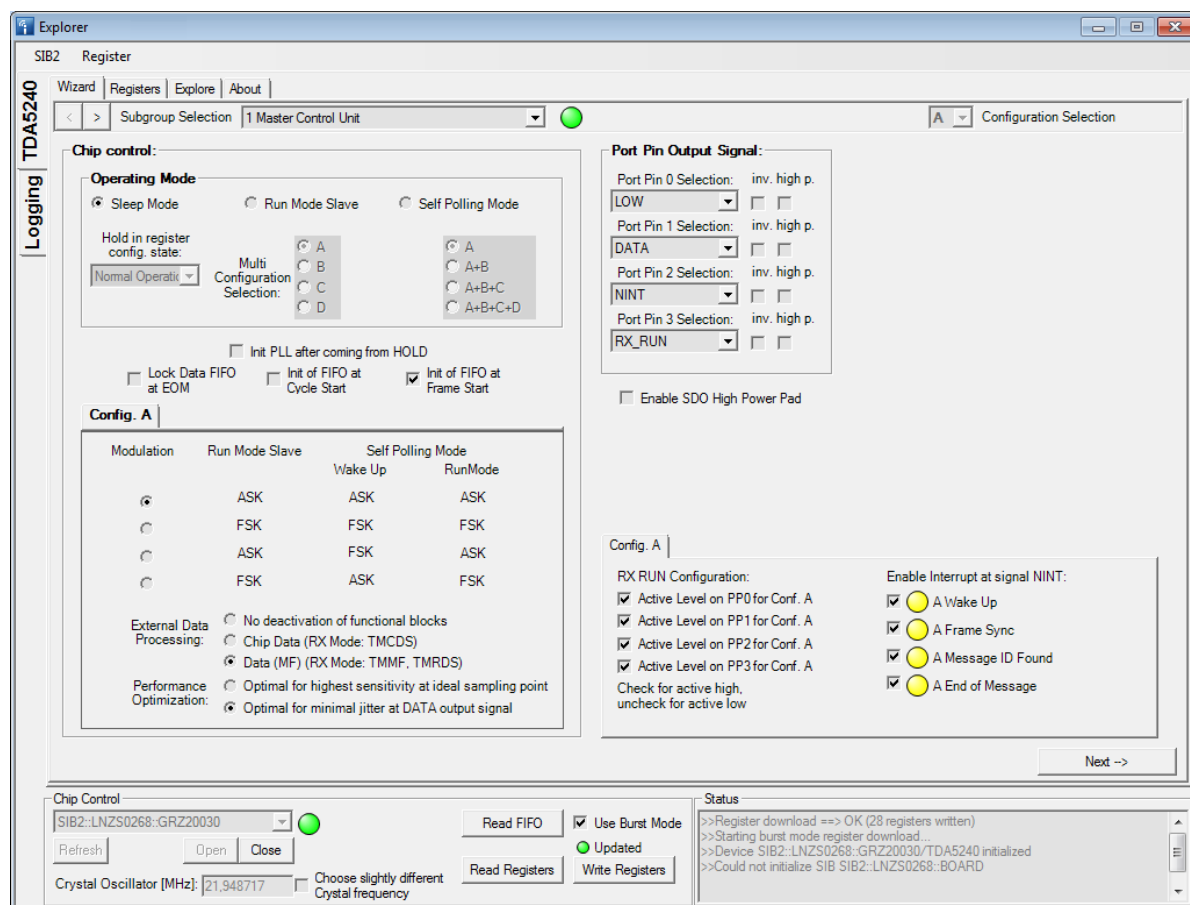 Explorer
SIB2 Register
TDA5240
Logging
Wizard Registers Explore About
< > Subgroup Selection 1 Master Control Unit A Configuration Selection
Chip control:
Operating Mode
Sleep Mode Run Mode Slave Self Polling Mode
Hold in register
config. state:
Normal Operatic
Multi
Configuration
Selection:
A
B
C
D
A
A+B
A+B+C
A+B+C+D
Init PLL after coming from HOLD
Lock Data FIFO
at EOM
Init of FIFO at
Cycle Start
Init of FIFO at
Frame Start
Config. A
Modulation Run Mode Slave Self Polling Mode
Wake Up RunMode
ASK ASK ASK
FSK FSK FSK
ASK FSK ASK
FSK ASK FSK
External Data
Processing:
No deactivation of functional blocks
Chip Data (RX Mode: TMCDS)
Data (MF) (RX Mode: TMMF, TMRDS)
Performance
Optimization:
Optimal for highest sensitivity at ideal sampling point
Optimal for minimal jitter at DATA output signal
Port Pin Output Signal:
Port Pin 0 Selection: inv. high p.
LOW
Port Pin 1 Selection: inv. high p.
DATA
Port Pin 2 Selection: inv. high p.
NINT
Port Pin 3 Selection: inv. high p.
RX_RUN
Enable SDO High Power Pad
Config. A
RX RUN Configuration:
Active Level on PP0 for Conf. A
Active Level on PP1 for Conf. A
Active Level on PP2 for Conf. A
Active Level on PP3 for Conf. A
Check for active high,
uncheck for active low
Enable Interrupt at signal NINT:
A Wake Up
A Frame Sync
A Message ID Found
A End of Message
Next -->
Chip Control
SIB2::LNZS0268::GRZ20030
Refresh Open Close
Crystal Oscillator [MHz]: 21,948717
Choose slightly different
Crystal frequency
Read FIFO
Use Burst Mode
Updated
Read Registers Write Registers
Status
>>Register download ==> OK (28 registers written)
>>Starting burst mode register download...
>>Device SIB2::LNZS0268::GRZ20030/TDA5240 initialized
>>Could not initialize SIB SIB2::LNZS0268::BOARD